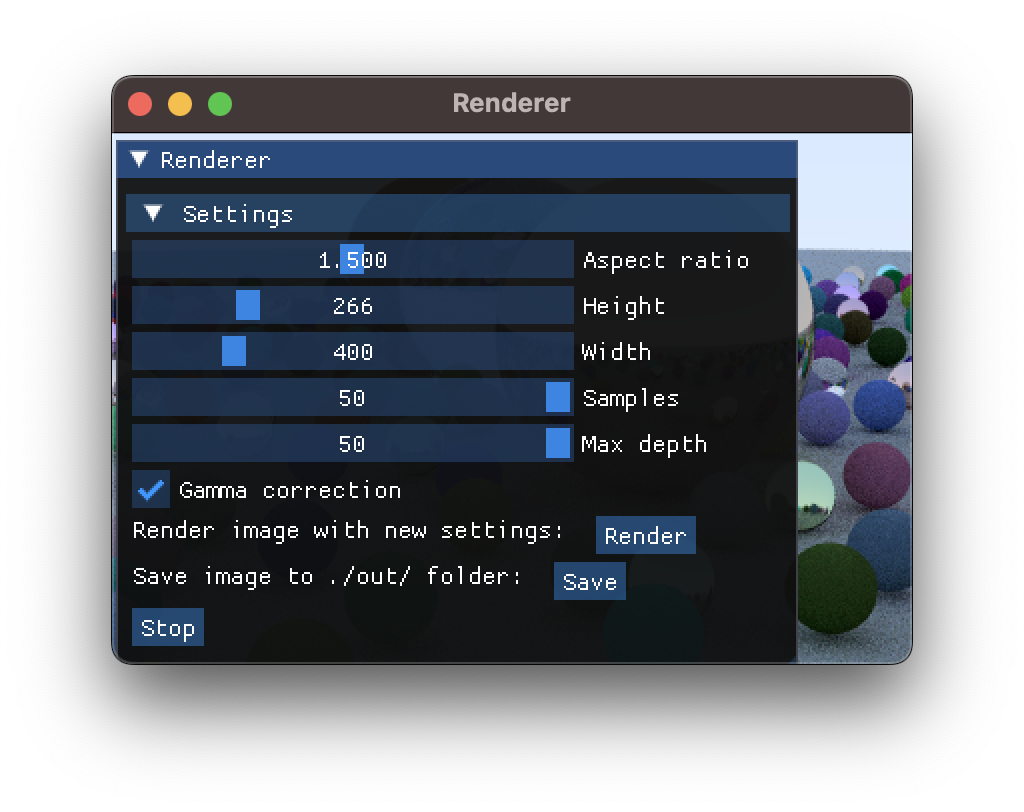 Renderer
Renderer
Settings
1.500 Aspect ratio
266 Height
400 Width
50 Samples
50 Max depth
Gamma correction
Render image with new settings: Render
Save image to ./out/ folder: Save
Stop